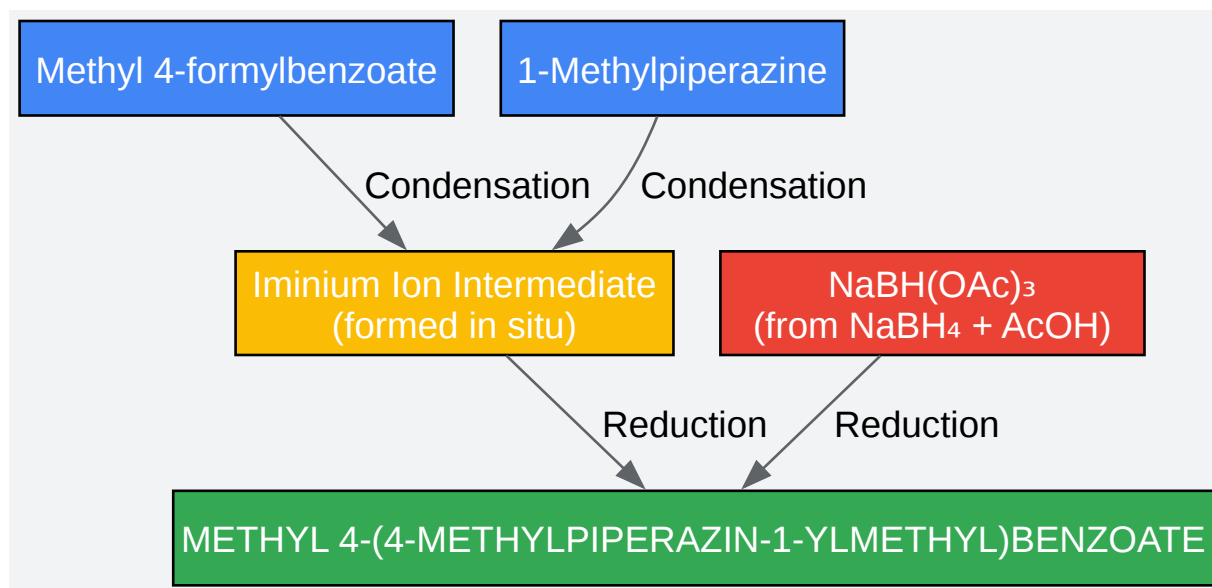 Methyl 4-formylbenzoate
1-Methylpiperazine
Condensation
Condensation
Iminium Ion Intermediate
(formed in situ)
NaBH(OAc)₃
(from NaBH₄ + AcOH)
Reduction
Reduction
METHYL 4-(4-METHYLPIPERAZIN-1-YLMETHYL)BENZOATE